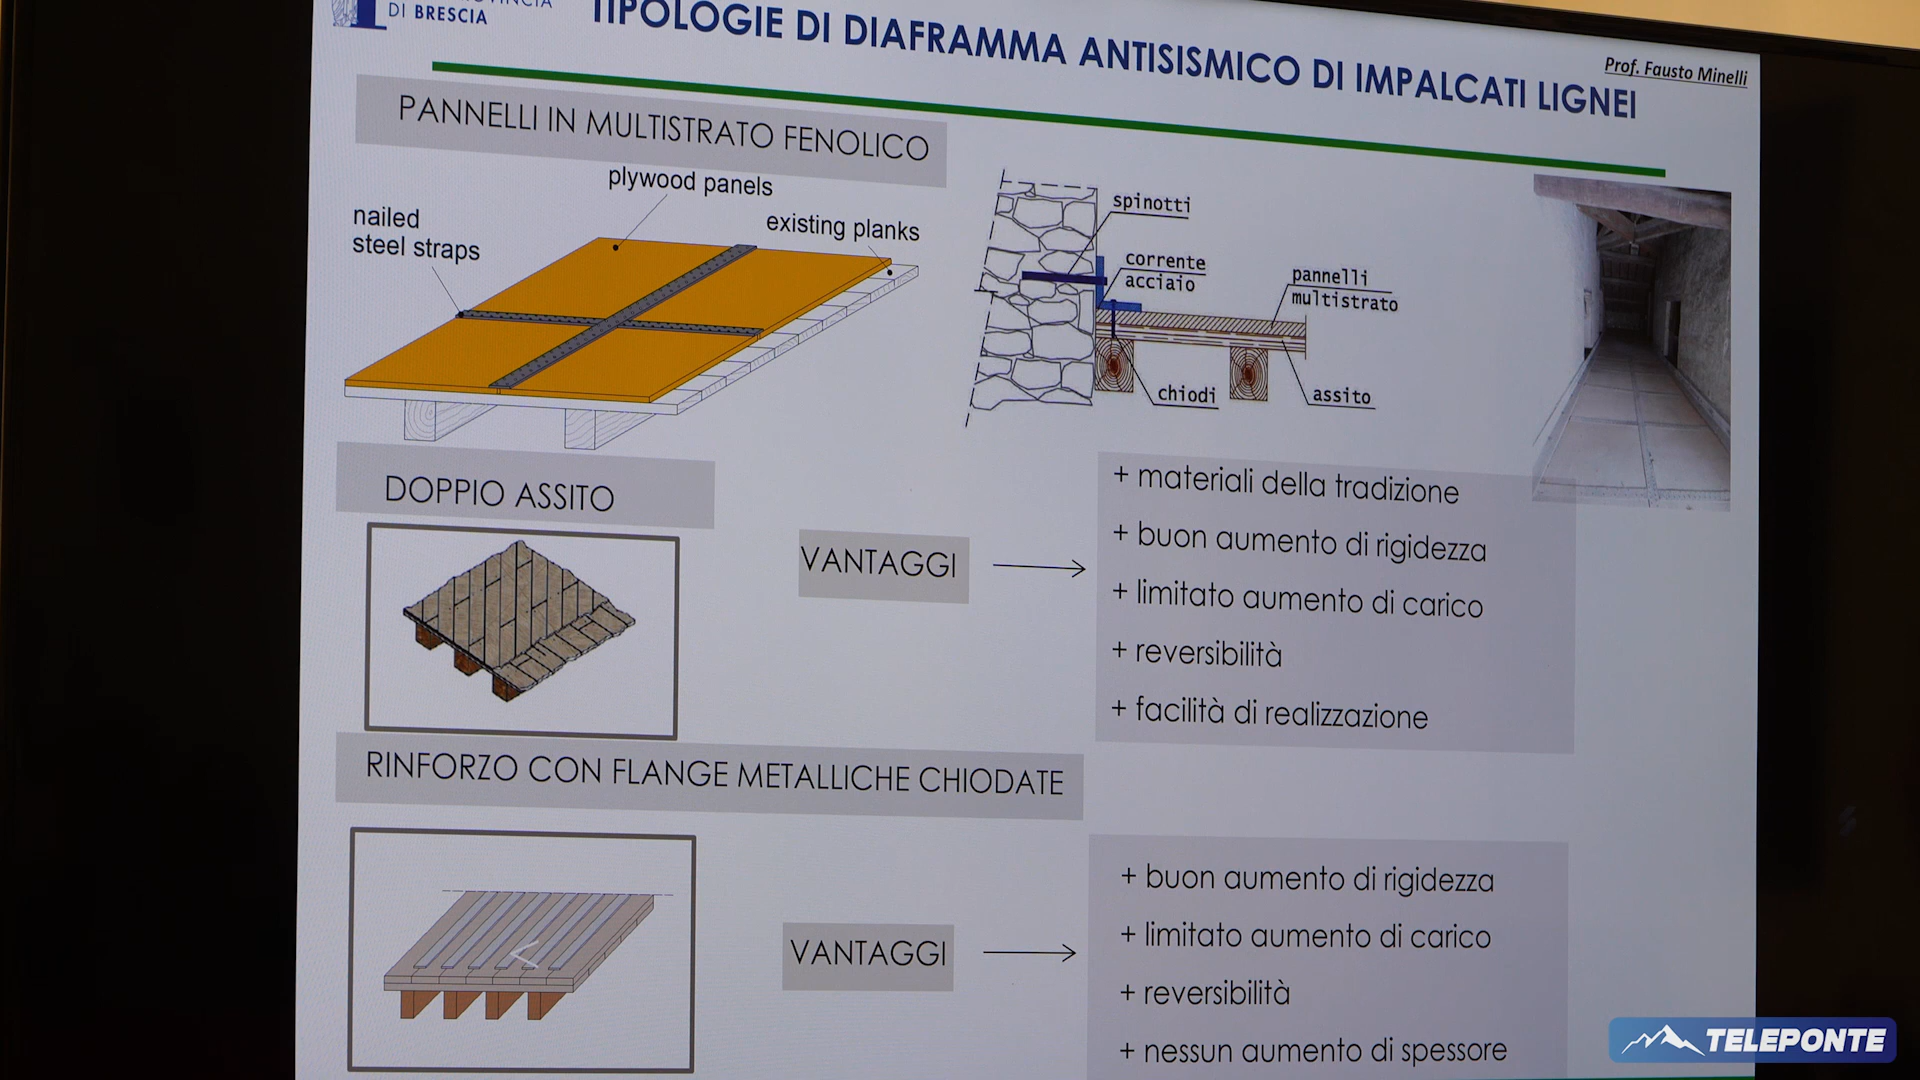 DI BRESCIA
TIPOLOGIE DI DIAFRAMMA ANTISISMICO DI IMPALCATI LIGNEI
Prof. Fausto Minelli
PANNELLI IN MULTISTRATO FENOLICO
plywood panels
nailed
steel straps
existing planks
spinotti
corrente
acciaio
pannelli
multistrato
chiodi
assito
DOPPIO ASSITO
VANTAGGI
+ materiali della tradizione
+ buon aumento di rigidezza
+ limitato aumento di carico
+ reversibilità
+ facilità di realizzazione
RINFORZO CON FLANGE METALLICHE CHIODATE
VANTAGGI
+ buon aumento di rigidezza
+ limitato aumento di carico
+ reversibilità
+ nessun aumento di spessore
TELEPONTE